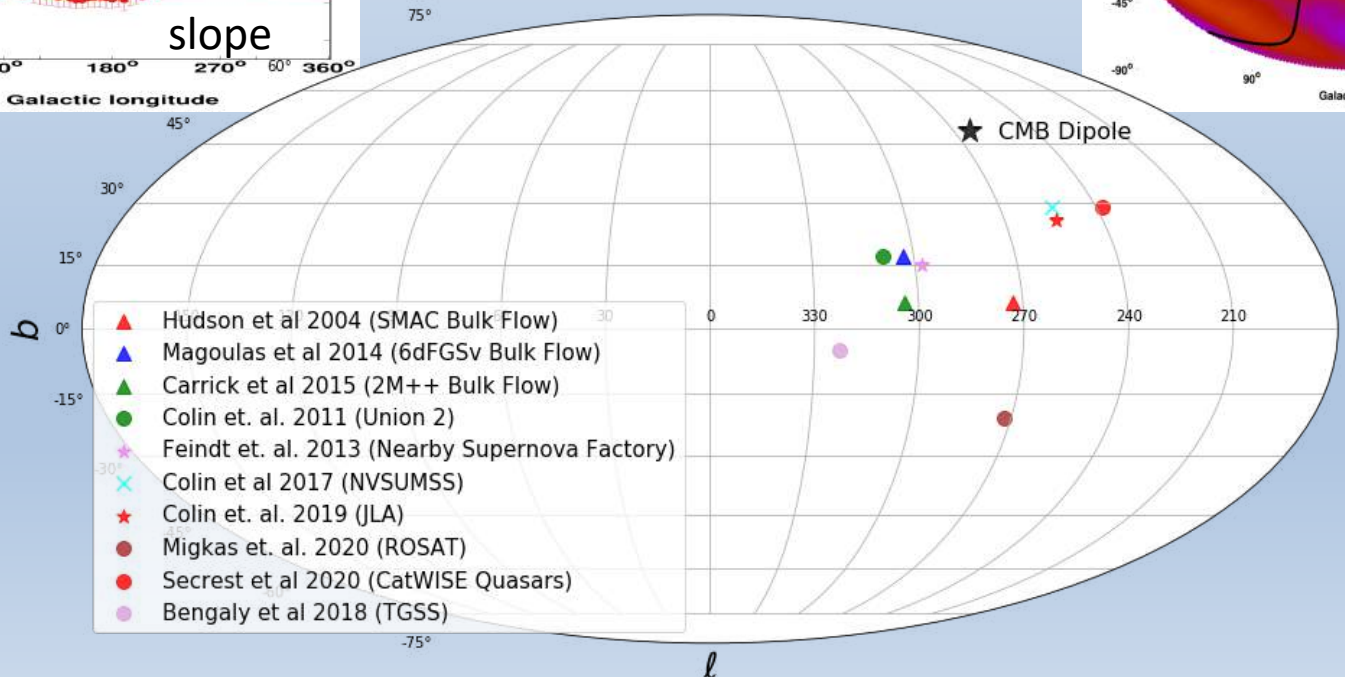 slope
180°
270°
360°
Galactic longitude
-45°
-90°
90°
75°
60°
45°
CMB Dipole
30°
15°
30
0
330
300
270
240
210
b
0°
Hudson et al 2004 (SMAC Bulk Flow)
Magoulas et al 2014 (6dFGSv Bulk Flow)
Carrick et al 2015 (2M++ Bulk Flow)
-15°
Colin et. al. 2011 (Union 2)
Feindt et. al. 2013 (Nearby Supernova Factory)
-30°
Colin et al 2017 (NVSUMSS)
Colin et. al. 2019 (JLA)
-45°
Migkas et. al. 2020 (ROSAT)
Secrest et al 2020 (CatWISE Quasars)
-60°
Bengaly et al 2018 (TGSS)
-75°
ℓ